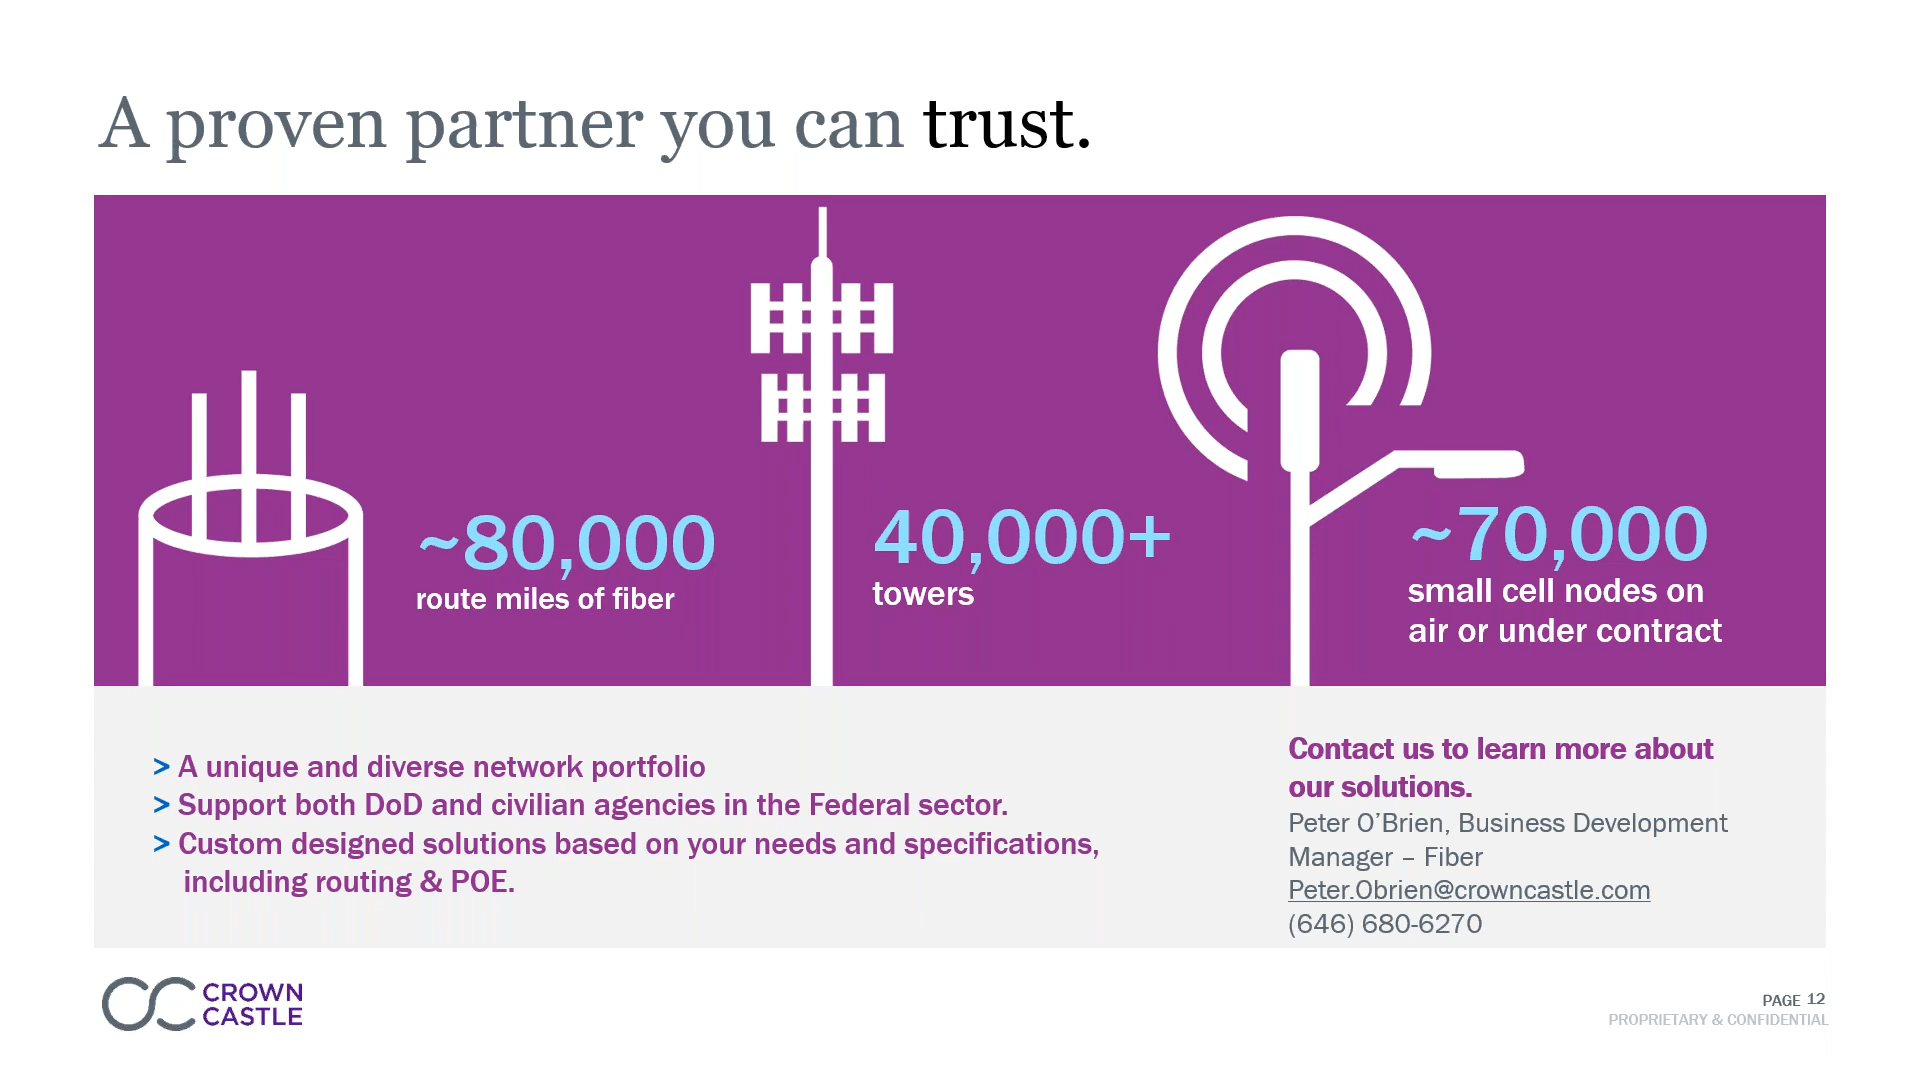 A proven partner you can trust.
~80,000
route miles of fiber
40,000+
towers
~70,000
small cell nodes on
air or under contract
> A unique and diverse network portfolio
> Support both DoD and civilian agencies in the Federal sector.
> Custom designed solutions based on your needs and specifications,
including routing & POE.
Contact us to learn more about
our solutions.
Peter O’Brien, Business Development
Manager – Fiber
Peter.Obrien@crowncastle.com
(646) 680-6270
CROWN
CASTLE
PAGE 12
PROPRIETARY & CONFIDENTIAL